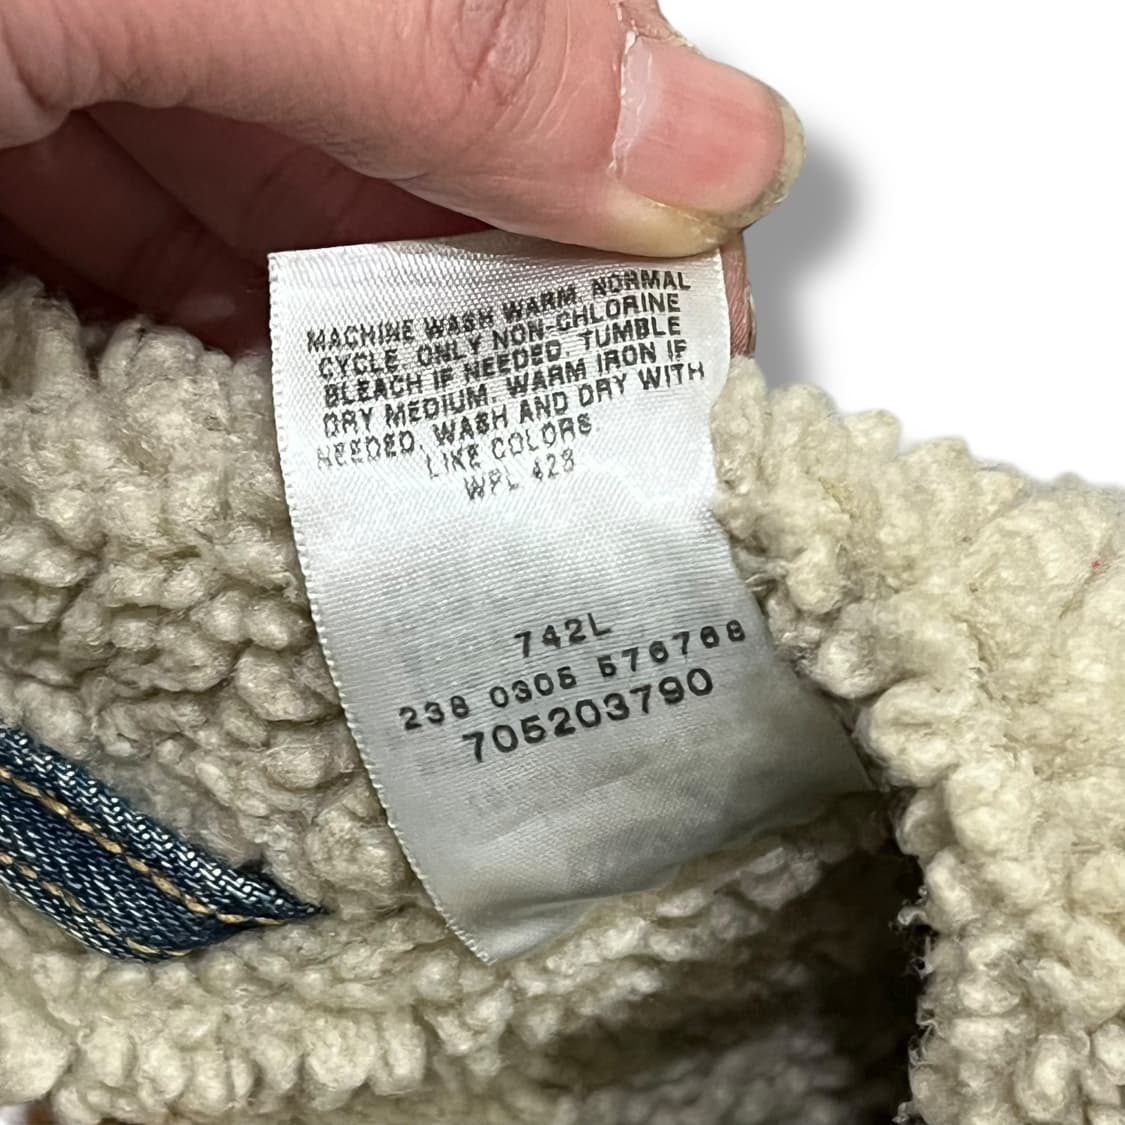 MACHINE WASH WARM, NORMAL
CYCLE. ONLY NON-CHLORINE
BLEACH IF NEEDED. TUMBLE
DRY MEDIUM. WARM IRON IF
NEEDED. WASH AND DRY WITH
LIKE COLORS
WPL 423
742L
238 0305 576768
705203790